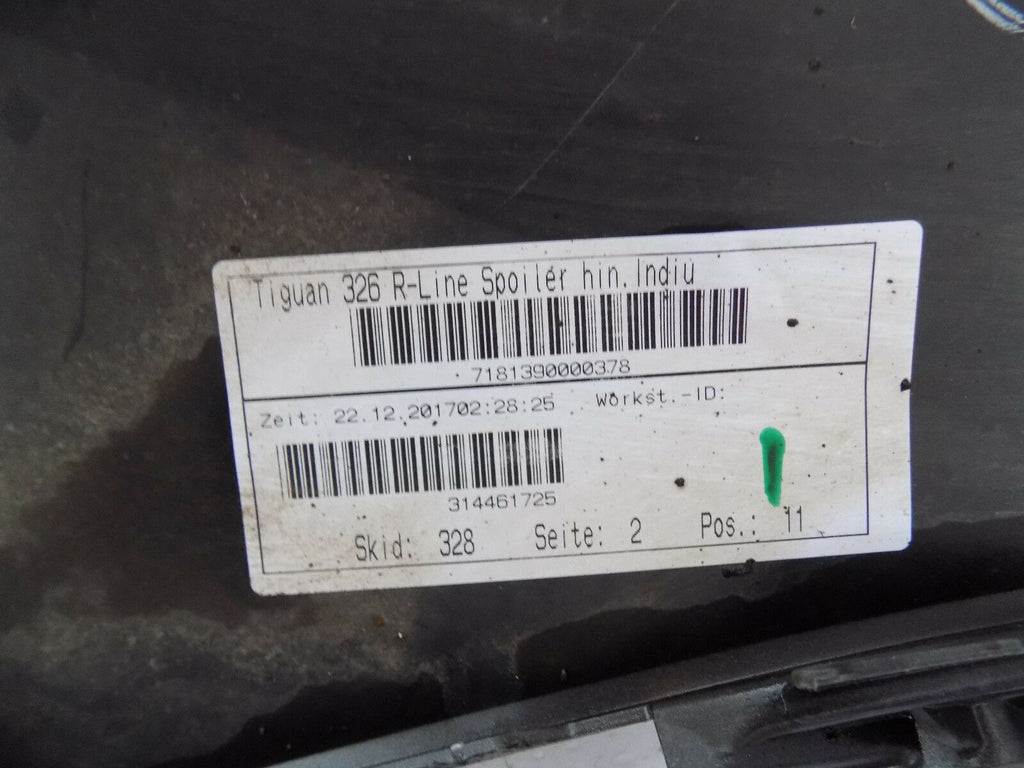 Tiguan 326 R-Line Spoiler hin.Indiu
7181390000378
Zeit: 22.12.201702:28:25 Workst.-ID:
314461725
Skid: 328 Seite: 2 Pos.: 11